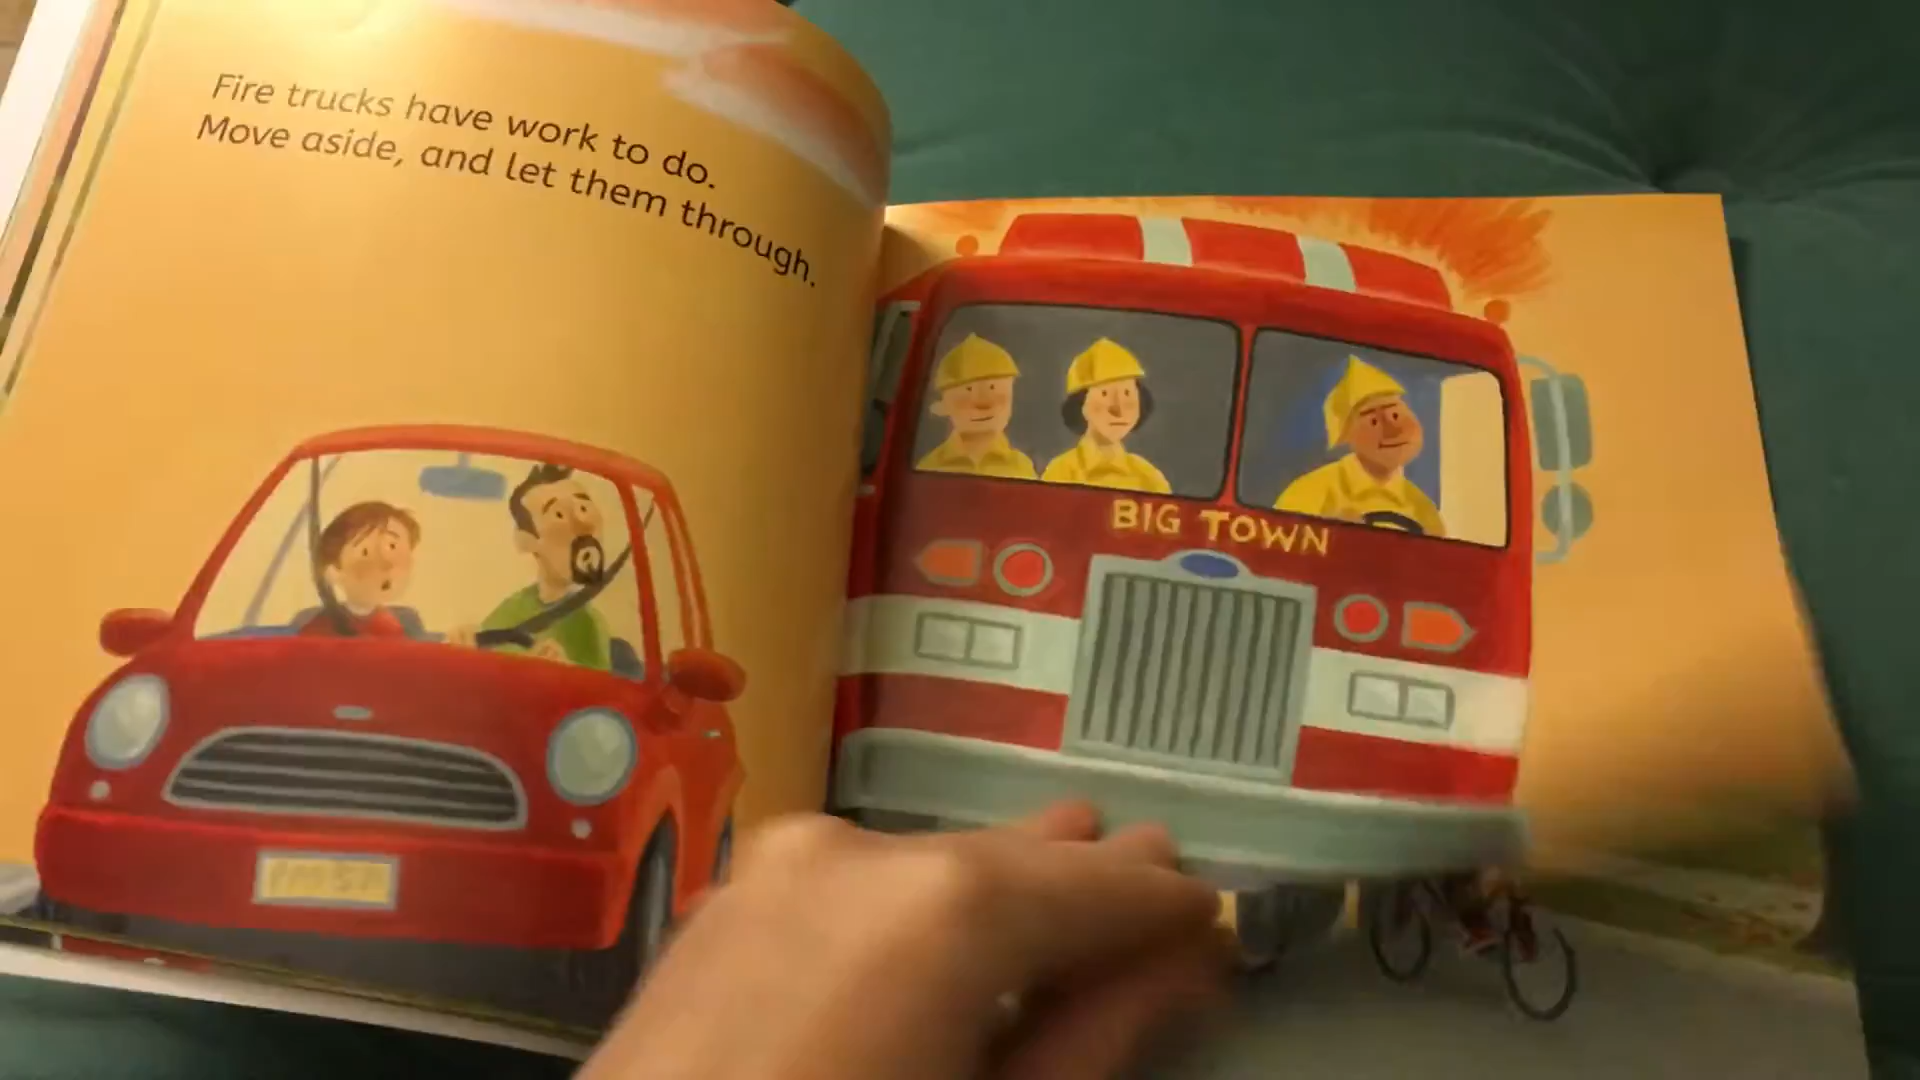 Fire trucks have work to do.
Move aside, and let them through.
BIG TOWN